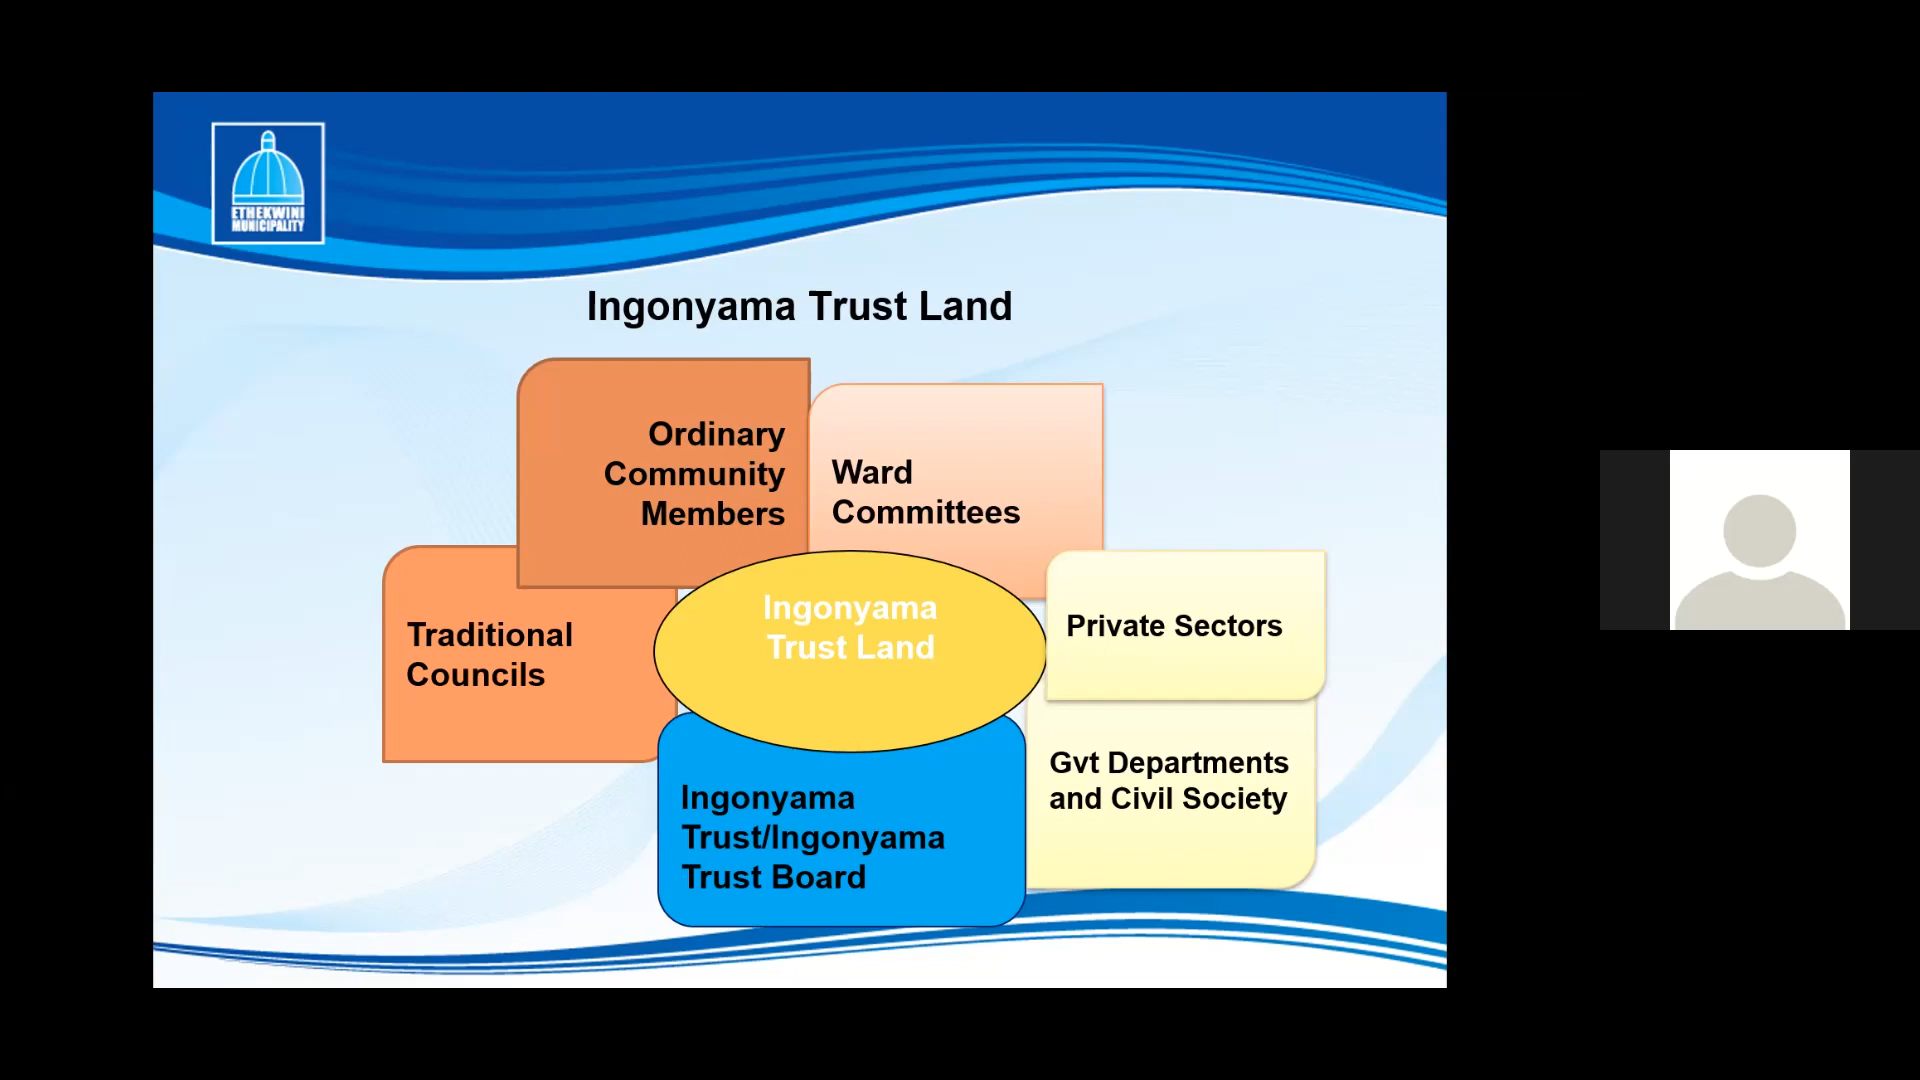 ETHEKWINI
MUNICIPALITY
Ingonyama Trust Land
Ordinary
Community
Members
Ward
Committees
Traditional
Councils
Ingonyama
Trust Land
Private Sectors
Gvt Departments
and Civil Society
Ingonyama
Trust/Ingonyama
Trust Board